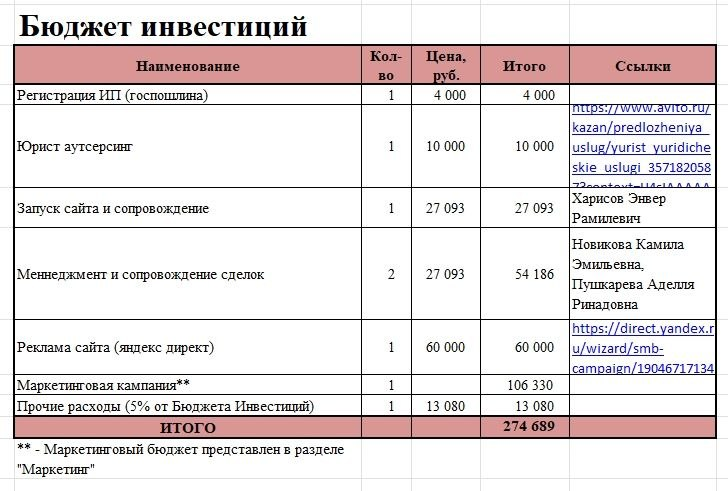 Бюджет инвестиций
Наименование Кол-во Цена, руб. Итого Ссылки
Регистрация ИП (госпошлина) 1 4 000 4 000
Юрист аутсерсинг 1 10 000 10 000
https://www.avito.ru/
kazan/predlozheniya_
uslug/yurist_yuridiche
skie_uslugi_357182058
Запуск сайта и сопровождение 1 27 093 27 093
Харисов Энвер
Рамилевич
Меннеджмент и сопровождение сделок 2 27 093 54 186
Новикова Камила
Эмильевна,
Пушкарева Аделля
Ринадовна
Реклама сайта (яндекс директ) 1 60 000 60 000
https://direct.yandex.r
u/wizard/smb-
campaign/19046717134
Маркетинговая кампания** 1 106 330
Прочие расходы (5% от Бюджета Инвестиций) 1 13 080 13 080
ИТОГО 274 689
** - Маркетинговый бюджет представлен в разделе
"Маркетинг"